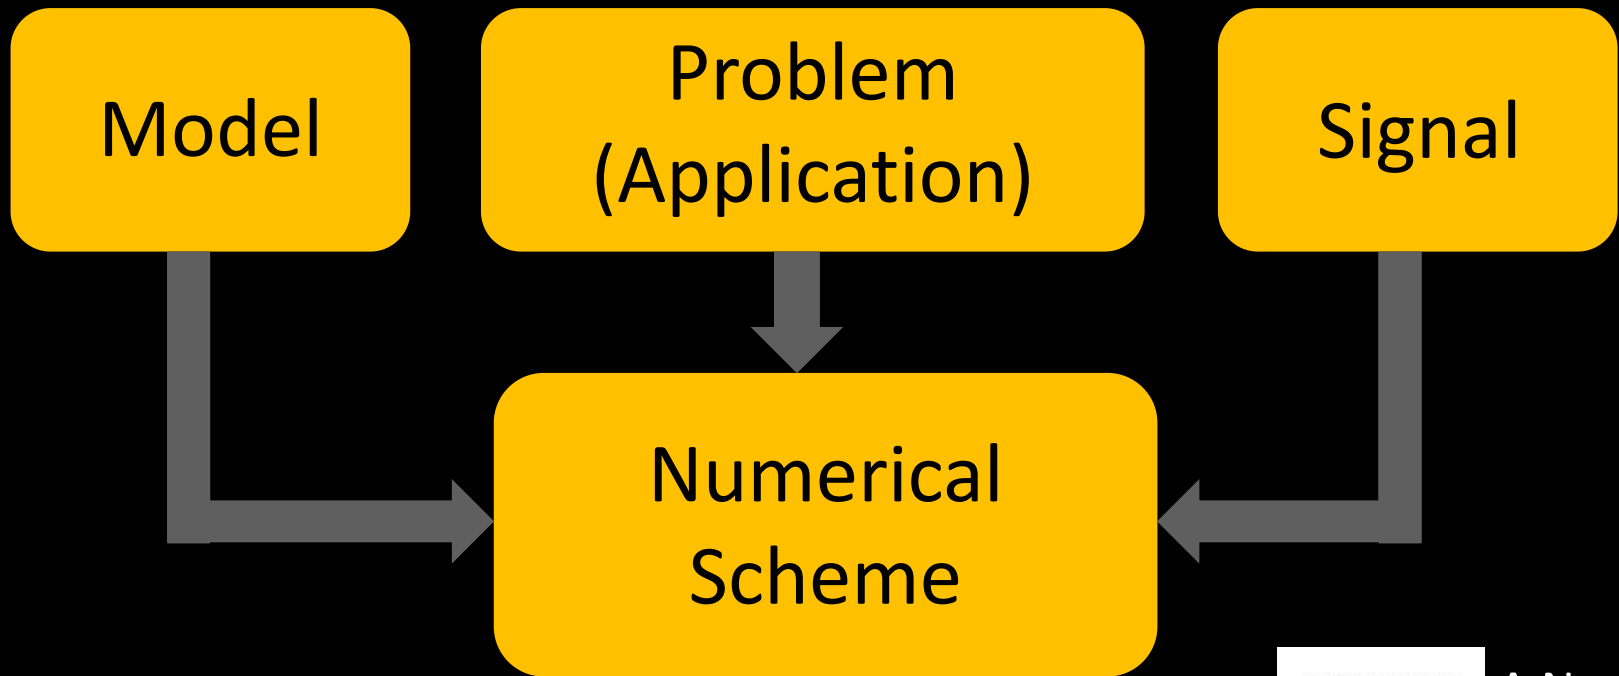 Model
Problem
(Application)
Signal
Numerical
Scheme